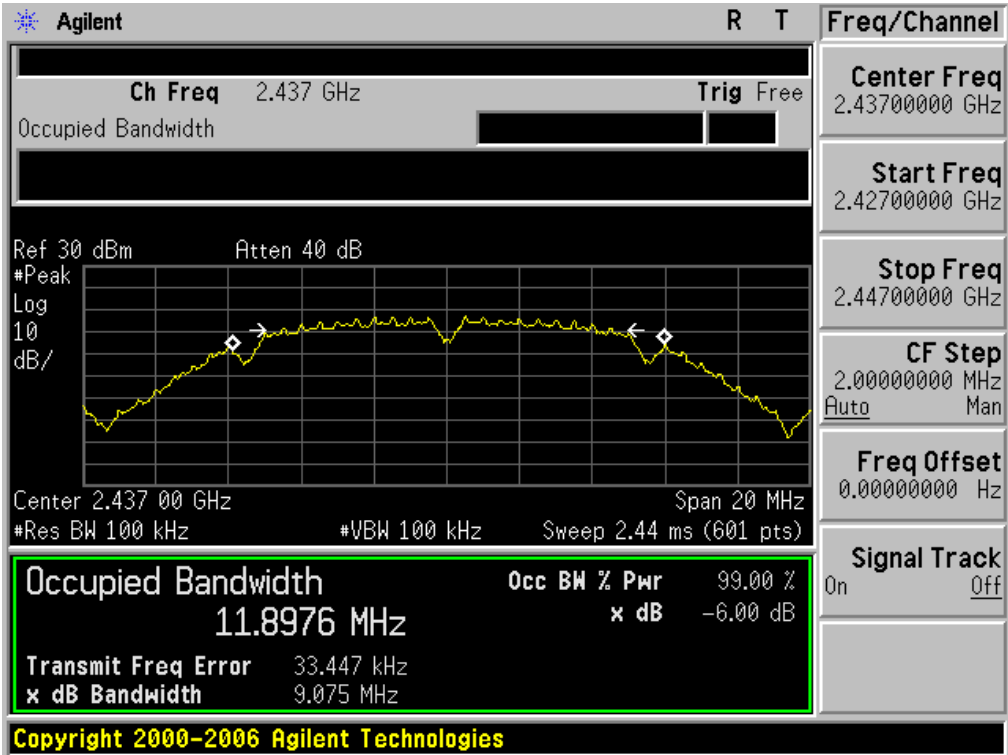 Agilent R T
Freq/Channel
Ch Freq 2.437 GHz Trig Free
Occupied Bandwidth
Center Freq
2.43700000 GHz
Start Freq
2.42700000 GHz
Stop Freq
2.44700000 GHz
CF Step
2.00000000 MHz
Auto Man
Freq Offset
0.00000000 Hz
Signal Track
On Off
Ref 30 dBm Atten 40 dB
#Peak
Log
10
dB/
Center 2.437 00 GHz Span 20 MHz
#Res BW 100 kHz #VBW 100 kHz Sweep 2.44 ms (601 pts)
Occupied Bandwidth Occ BW % Pwr 99.00 %
11.8976 MHz x dB -6.00 dB
Transmit Freq Error 33.447 kHz
x dB Bandwidth 9.075 MHz
Copyright 2000-2006 Agilent Technologies